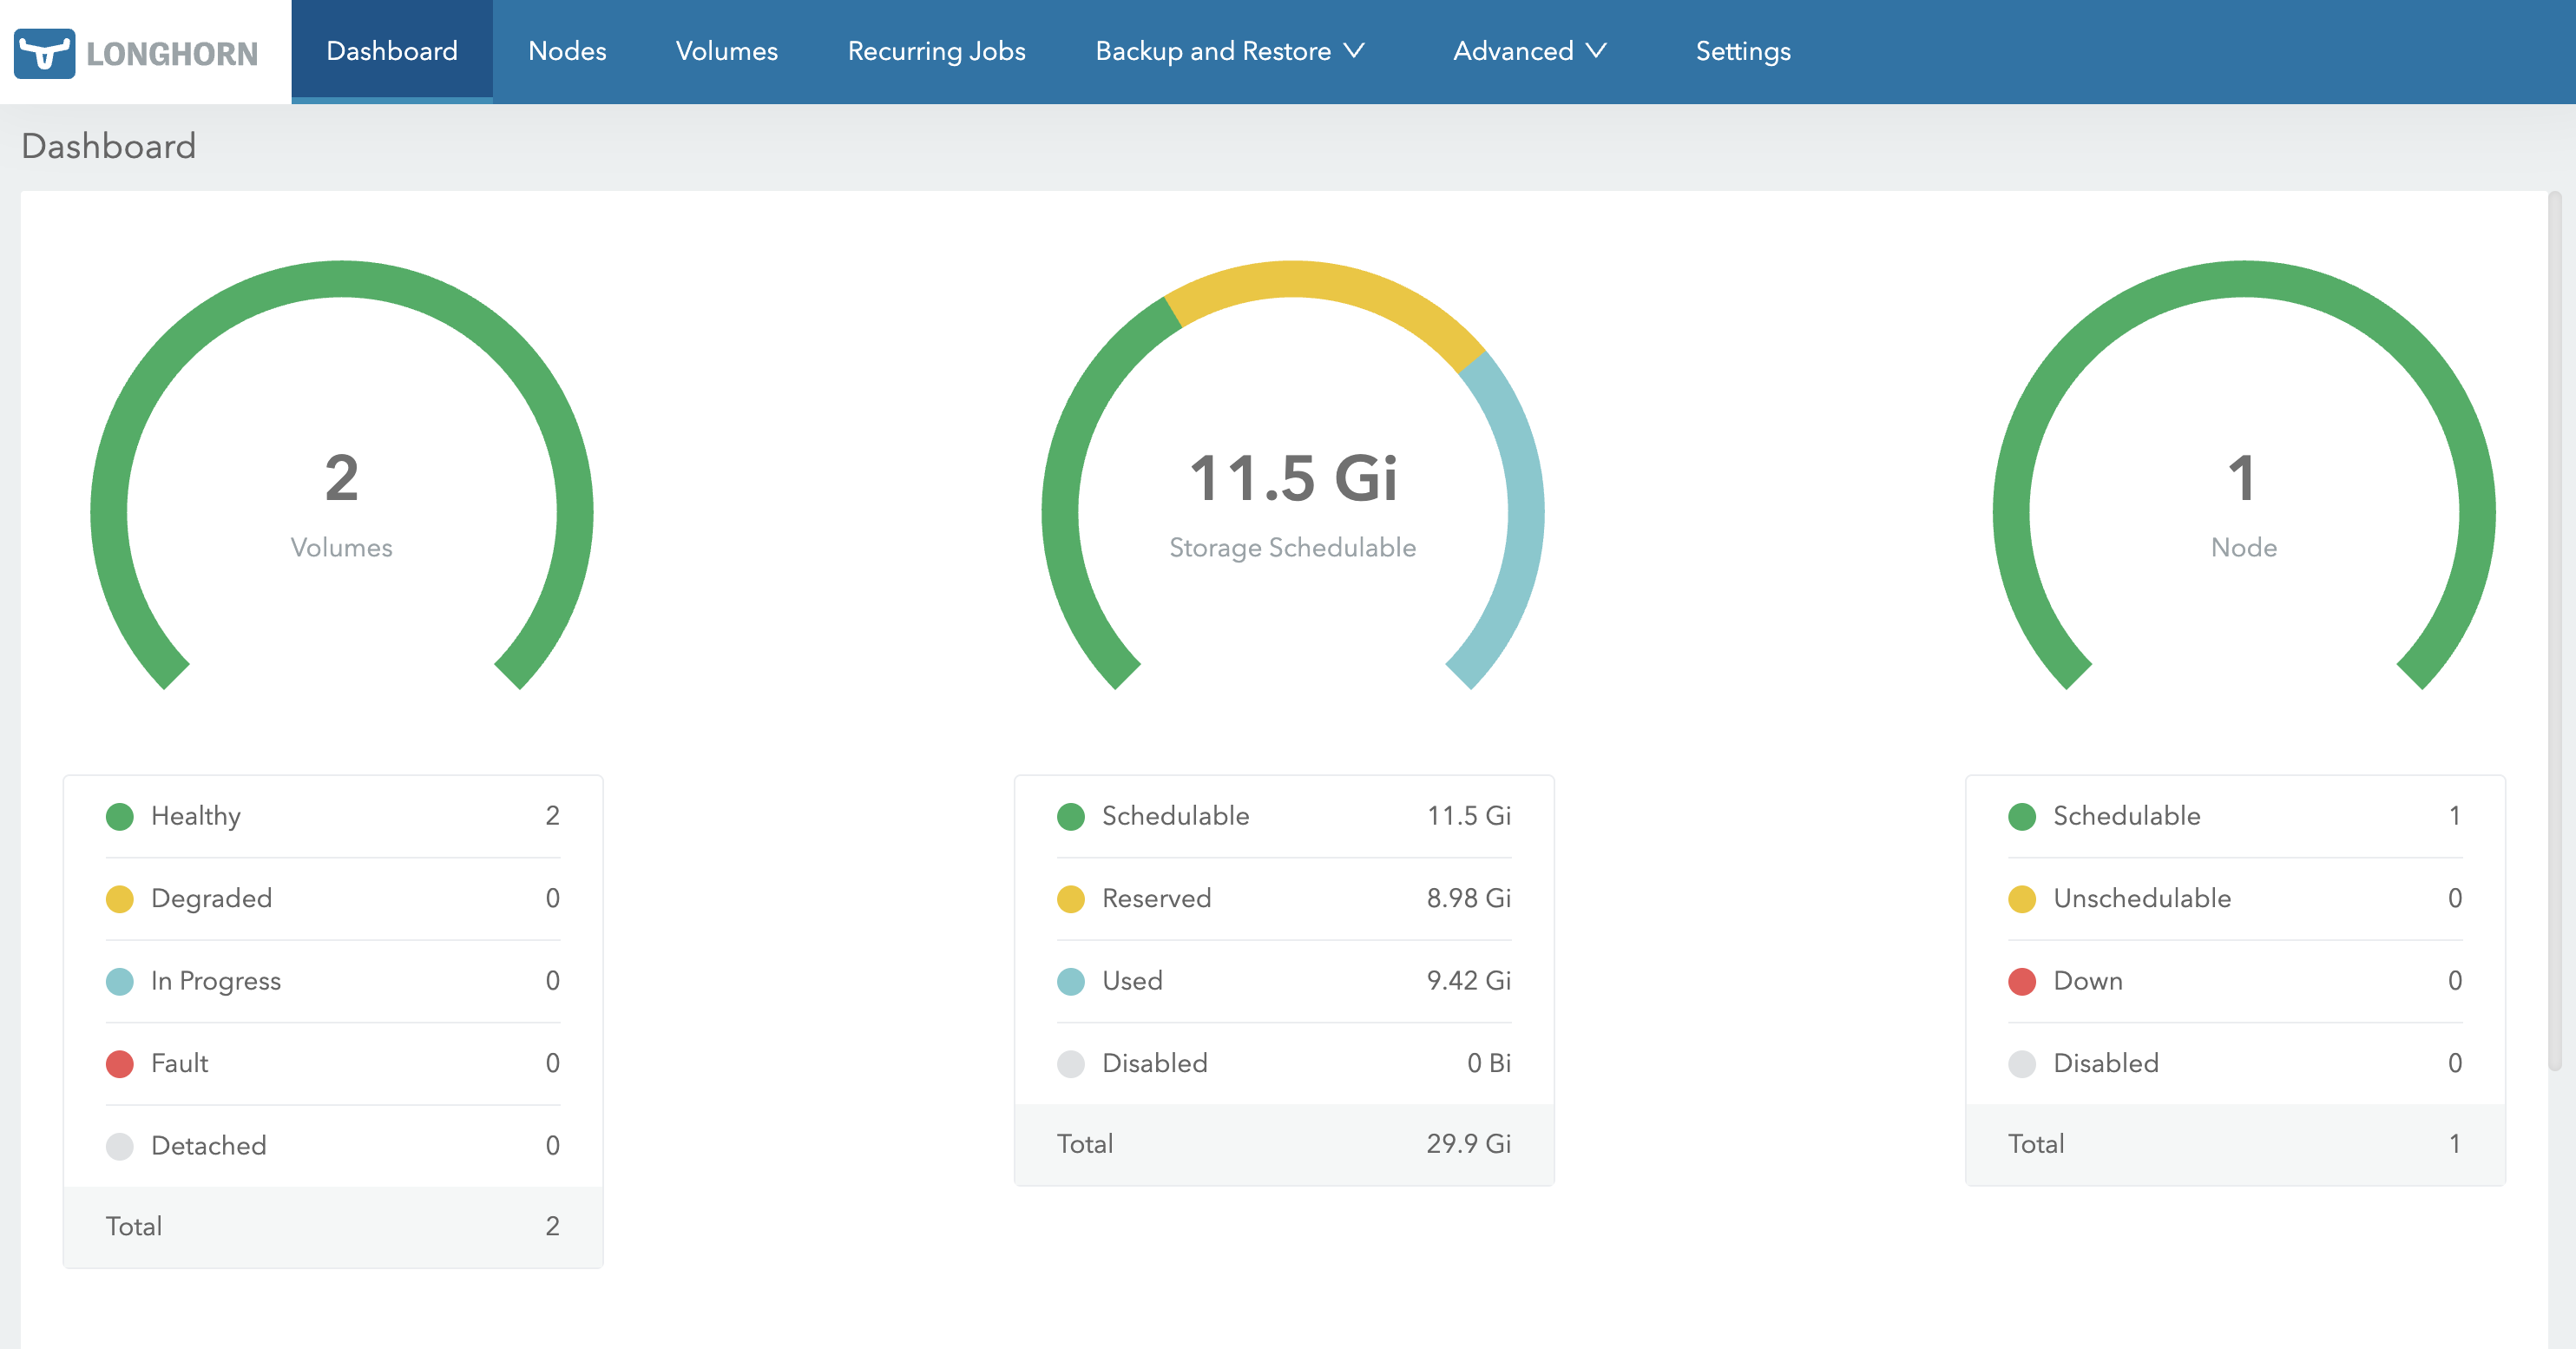 LONGHORN
Dashboard
Nodes
Volumes
Recurring Jobs
Backup and Restore
Advanced
Settings
Dashboard
2
Volumes
Healthy 2
Degraded 0
In Progress 0
Fault 0
Detached 0
Total 2
11.5 Gi
Storage Schedulable
Schedulable 11.5 Gi
Reserved 8.98 Gi
Used 9.42 Gi
Disabled 0 Bi
Total 29.9 Gi
1
Node
Schedulable 1
Unschedulable 0
Down 0
Disabled 0
Total 1